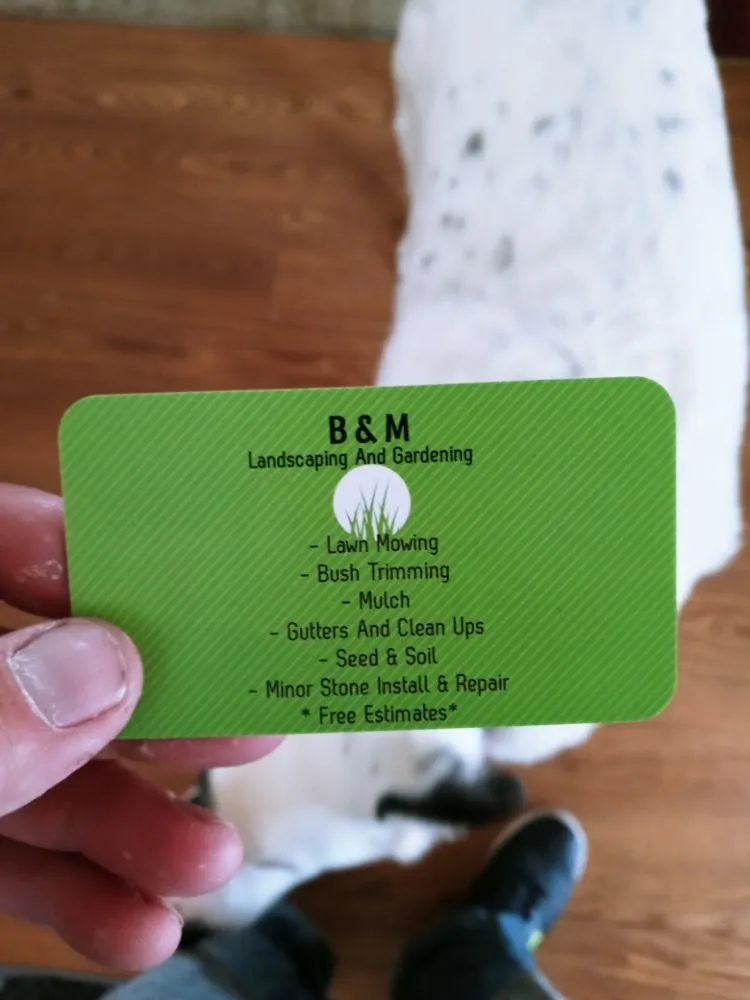 B & M
Landscaping And Gardening
- Lawn Mowing
- Bush Trimming
- Mulch
- Gutters And Clean Ups
- Seed & Soil
- Minor Stone Install & Repair
* Free Estimates*